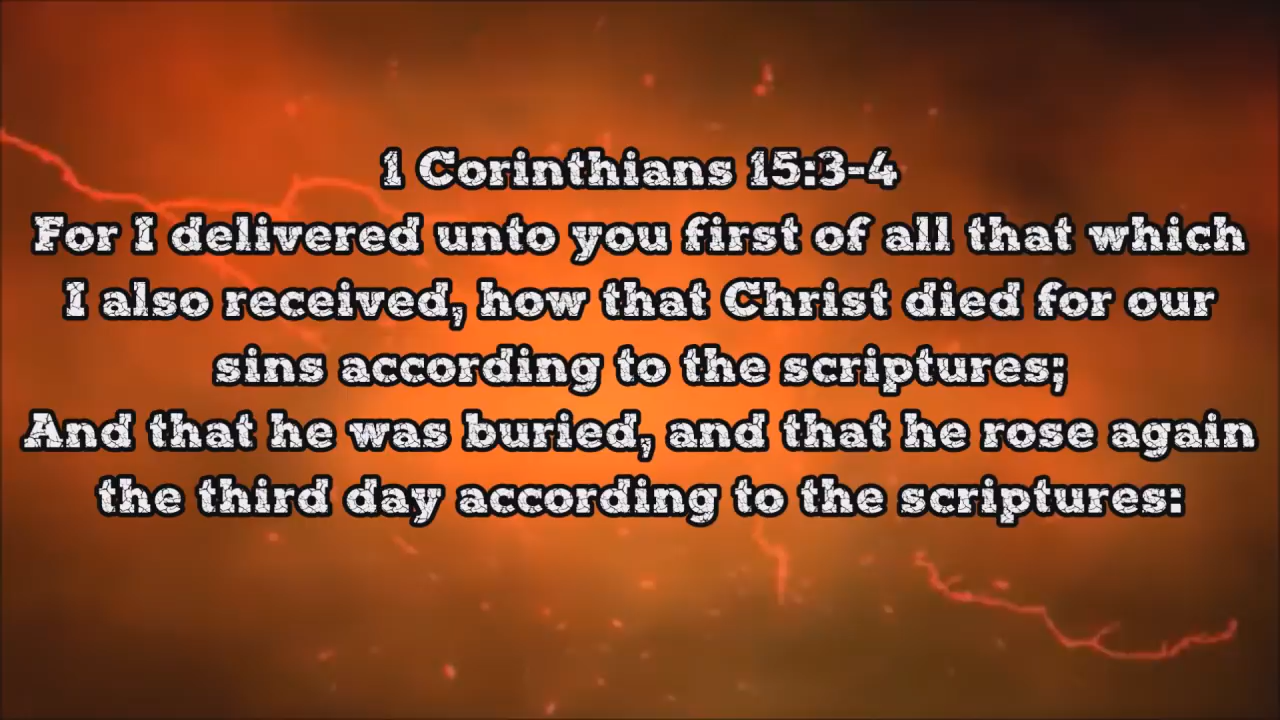 1 Corinthians 15:3-4
For I delivered unto you first of all that which
I also received, how that Christ died for our
sins according to the scriptures;
And that he was buried, and that he rose again
the third day according to the scriptures: